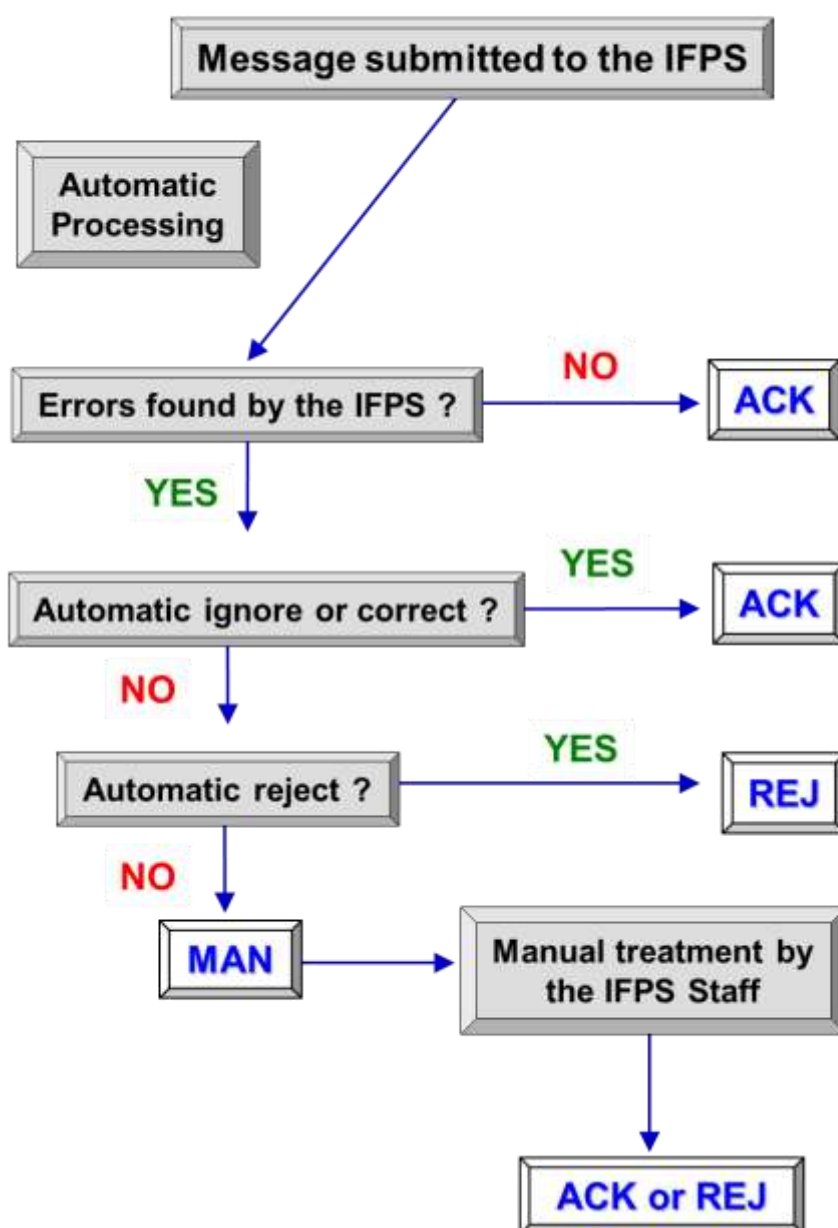 Message submitted to the IFPS
Automatic
Processing
Errors found by the IFPS ?
NO
ACK
YES
Automatic ignore or correct ?
YES
ACK
NO
Automatic reject ?
YES
REJ
NO
MAN
Manual treatment by
the IFPS Staff
ACK or REJ